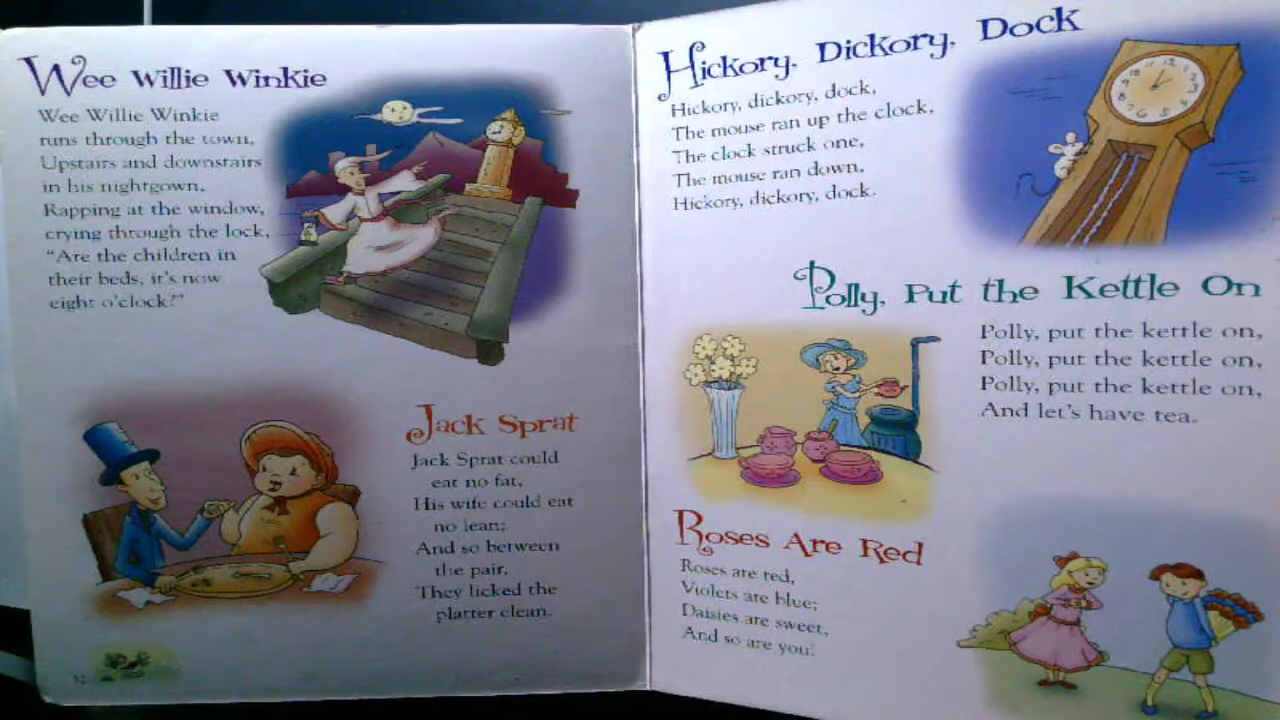 Wee Willie Winkie
Wee Willie Winkie
runs through the town,
Upstairs and downstairs
in his nightgown,
Rapping at the window,
crying through the lock,
"Are the children in
their beds, it's now
eight o'clock?"
Jack Sprat
Jack Sprat could
eat no fat,
His wife could eat
no lean;
And so between
the pair,
They licked the
platter clean.
Hickory, Dickory, Dock
Hickory, dickory, dock,
The mouse ran up the clock,
The clock struck one,
The mouse ran down,
Hickory, dickory, dock.
Polly, Put the Kettle On
Polly, put the kettle on,
Polly, put the kettle on,
Polly, put the kettle on,
And let's have tea.
Roses Are Red
Roses are red,
Violets are blue;
Daisies are sweet,
And so are you!